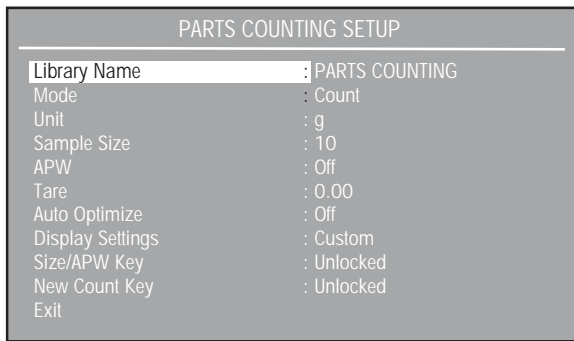 PARTS COUNTING SETUP
Library Name : PARTS COUNTING
Mode : Count
Unit : g
Sample Size : 10
APW : Off
Tare : 0.00
Auto Optimize : Off
Display Settings : Custom
Size/APW Key : Unlocked
New Count Key : Unlocked
Exit